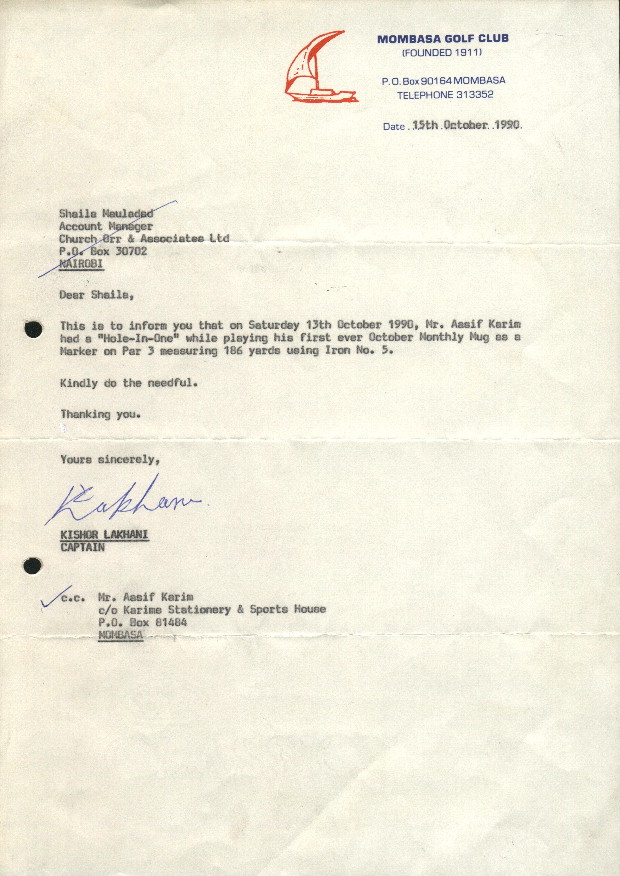 MOMBASA GOLF CLUB
(FOUNDED 1911)
P.O. Box 90164 MOMBASA
TELEPHONE 313352
Date 15th October 1990.
Shaila Mauladad
Account Manager
Church Orr & Associates Ltd
P.O. Box 30702
NAIROBI
Dear Shaila,
This is to inform you that on Saturday 13th October 1990, Mr. Aasif Karim
had a "Hole-In-One" while playing his first ever October Monthly Mug as a
Marker on Par 3 measuring 186 yards using Iron No. 5.
Kindly do the needful.
Thanking you.
Yours sincerely,
KLakhani
KISHOR LAKHANI
CAPTAIN
c.c. Mr. Aasif Karim
c/o Karims Stationery & Sports House
P.O. Box 81484
MOMBASA